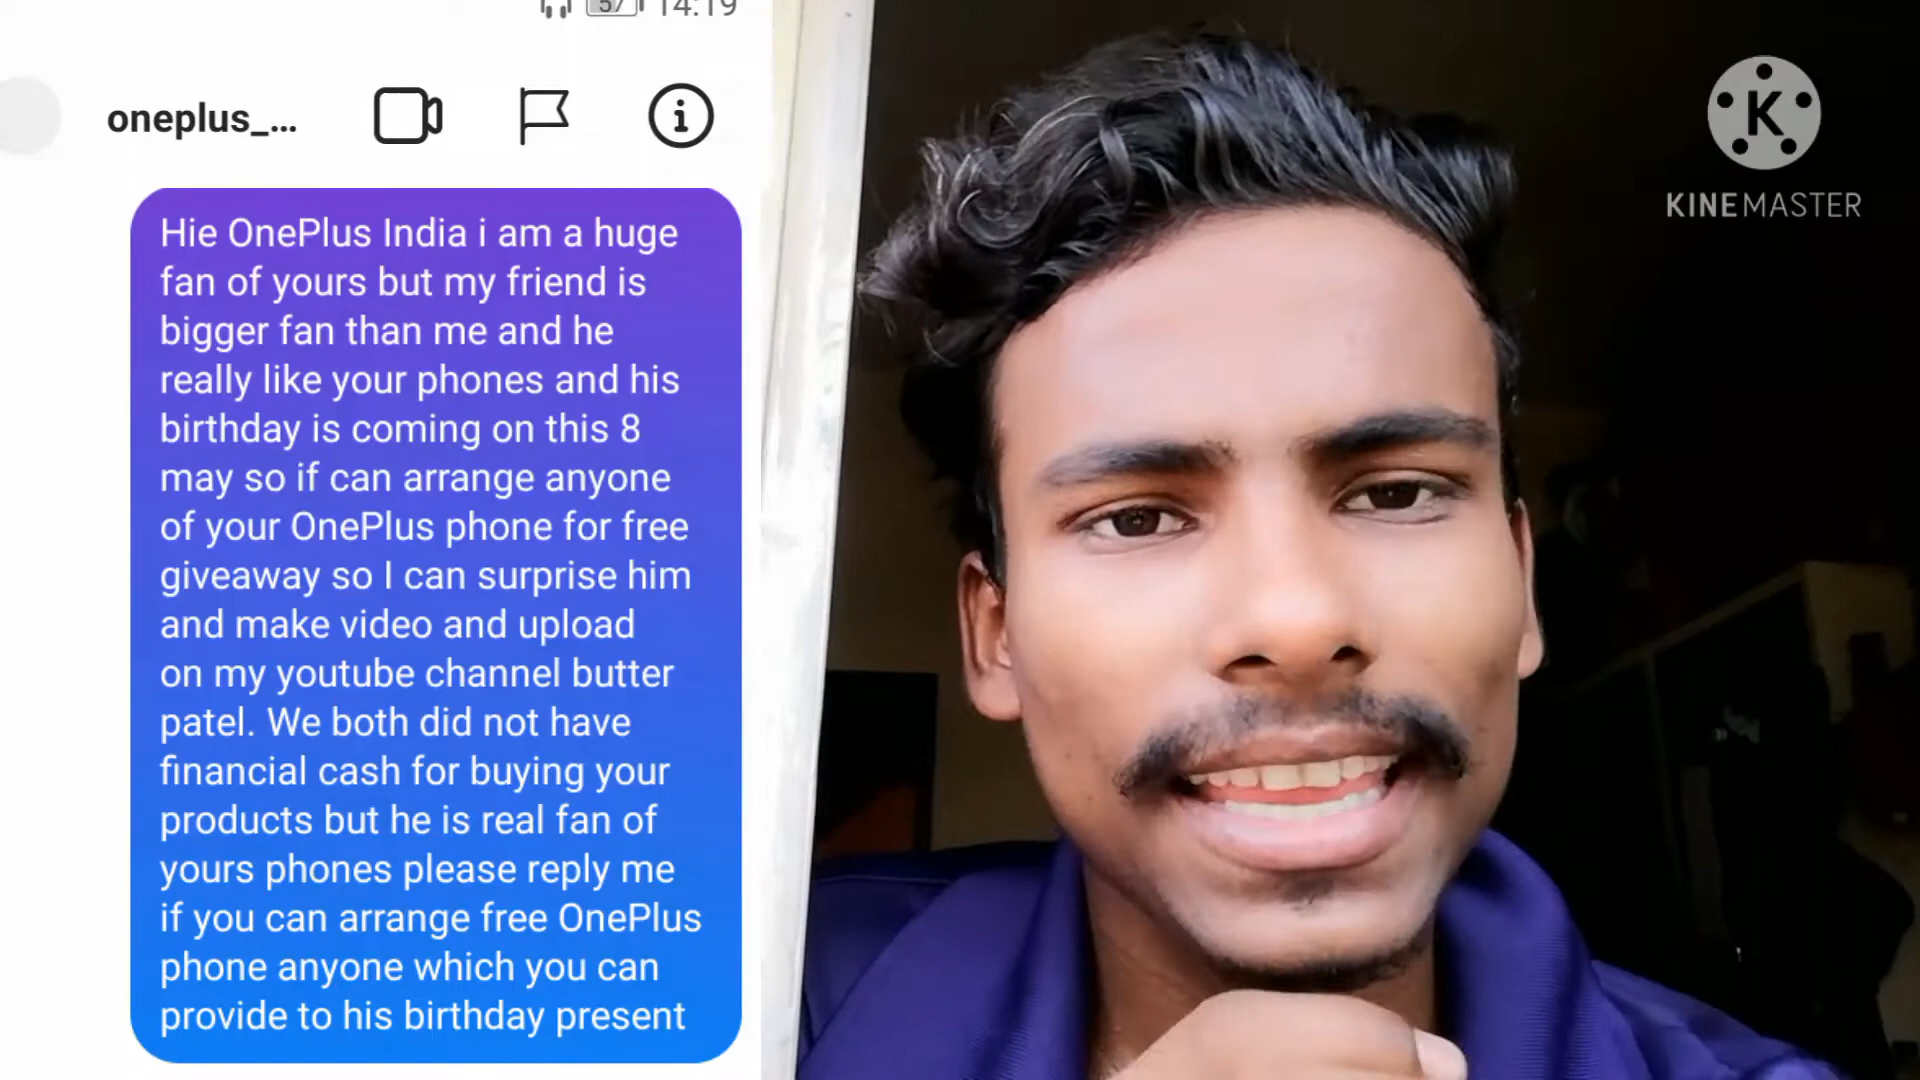 57 14:19
oneplus_...
Hie OnePlus India i am a huge
fan of yours but my friend is
bigger fan than me and he
really like your phones and his
birthday is coming on this 8
may so if can arrange anyone
of your OnePlus phone for free
giveaway so I can surprise him
and make video and upload
on my youtube channel butter
patel. We both did not have
financial cash for buying your
products but he is real fan of
yours phones please reply me
if you can arrange free OnePlus
phone anyone which you can
provide to his birthday present
K
KINEMASTER